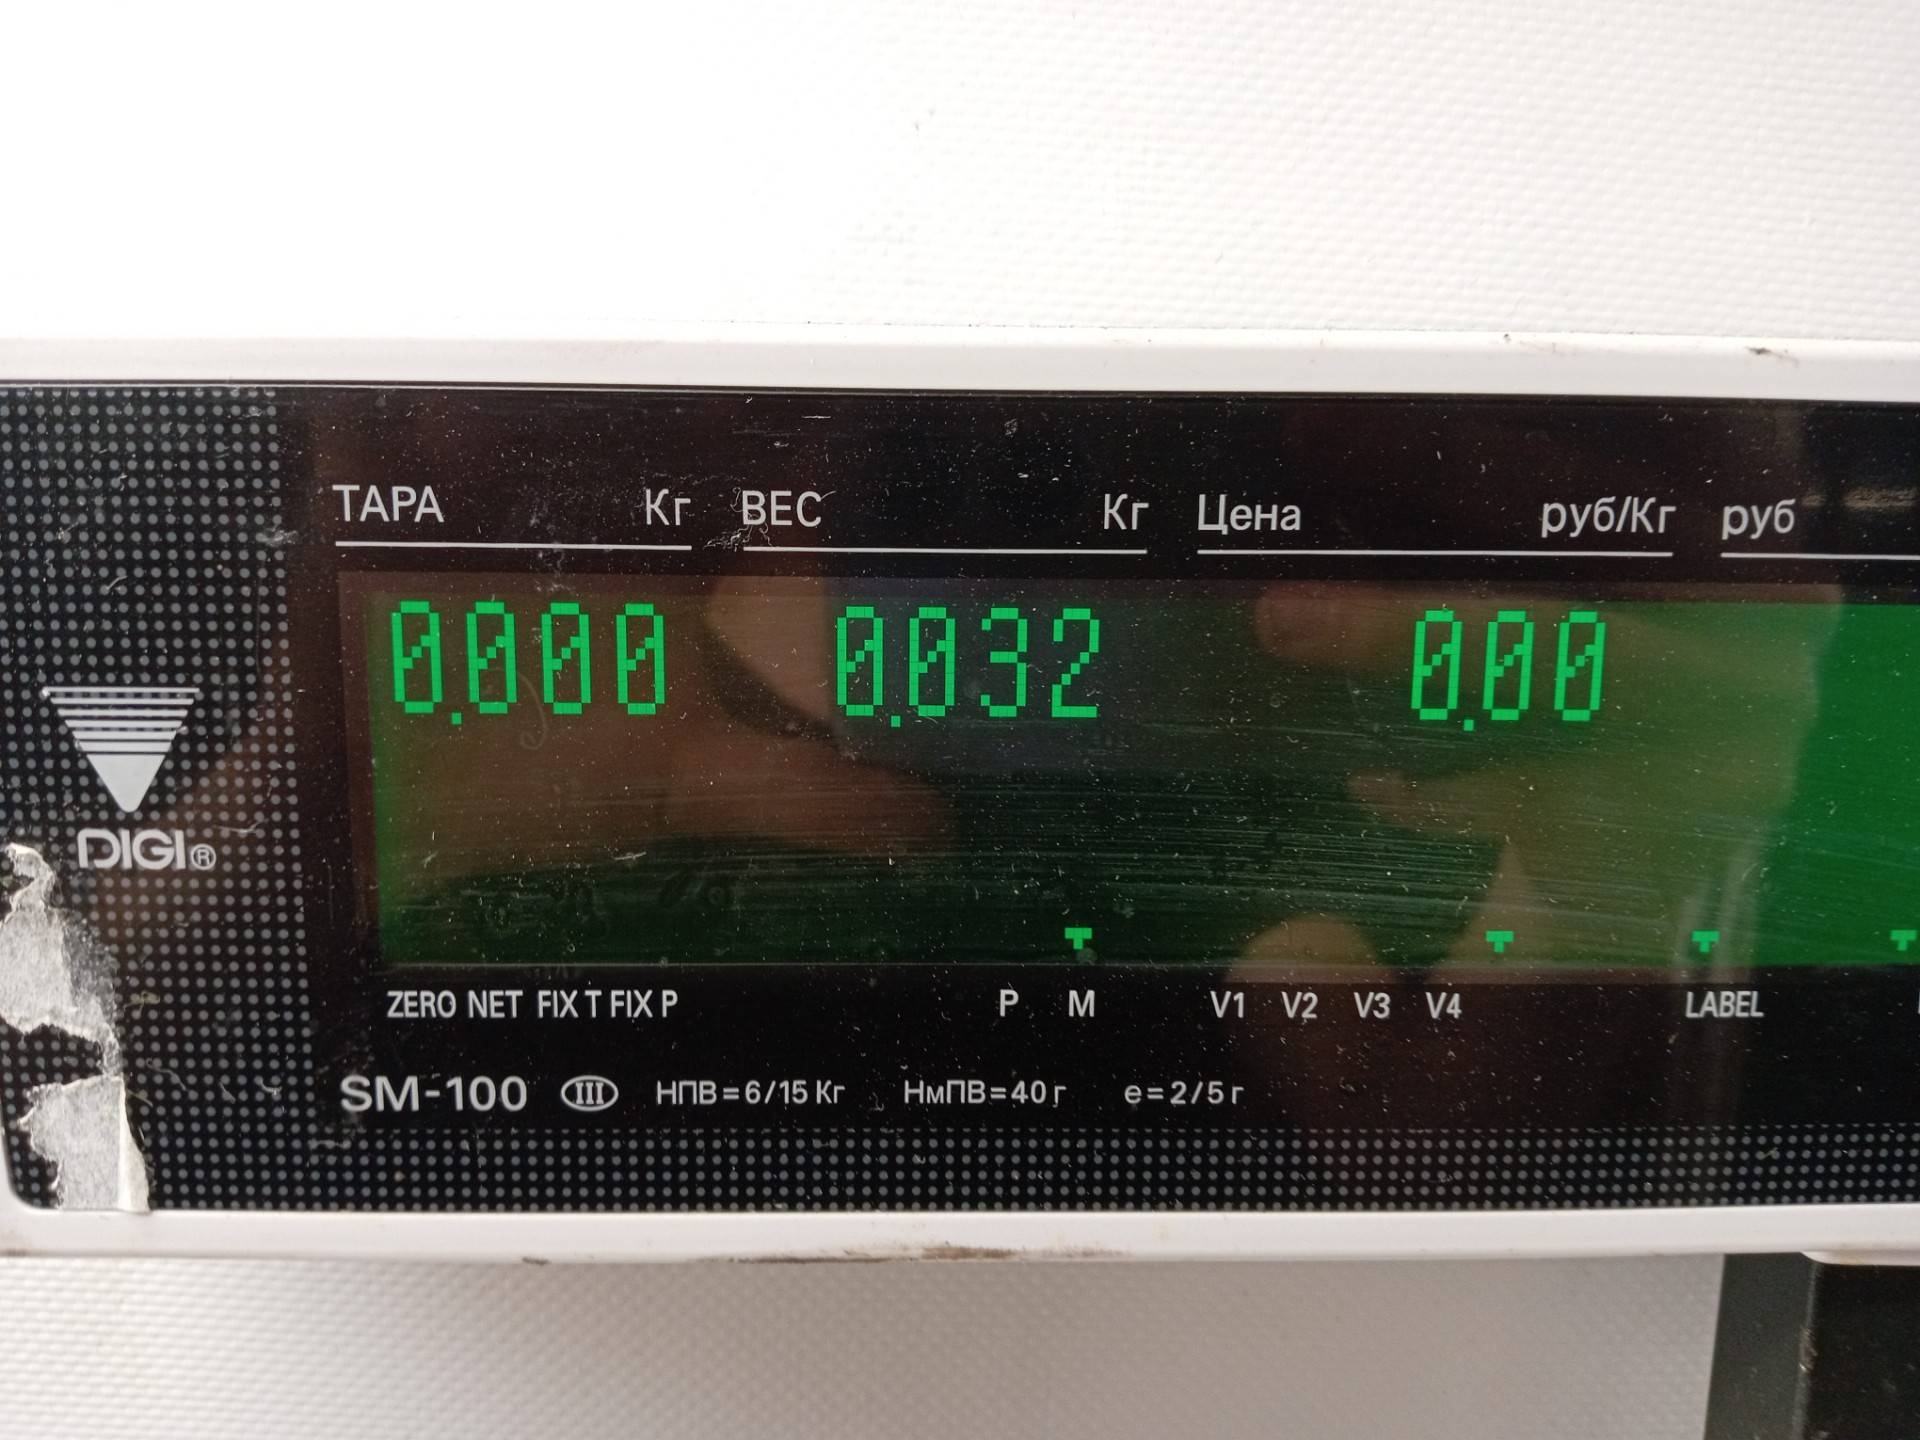 ТАРА Кг ВЕС Кг Цена руб/Кг руб
0.000 0.032 0.00
DIGI®
ZERO NET FIX T FIX P P M V1 V2 V3 V4 LABEL
SM-100 III НПВ=6/15 Кг НмПВ=40 г e=2/5 г